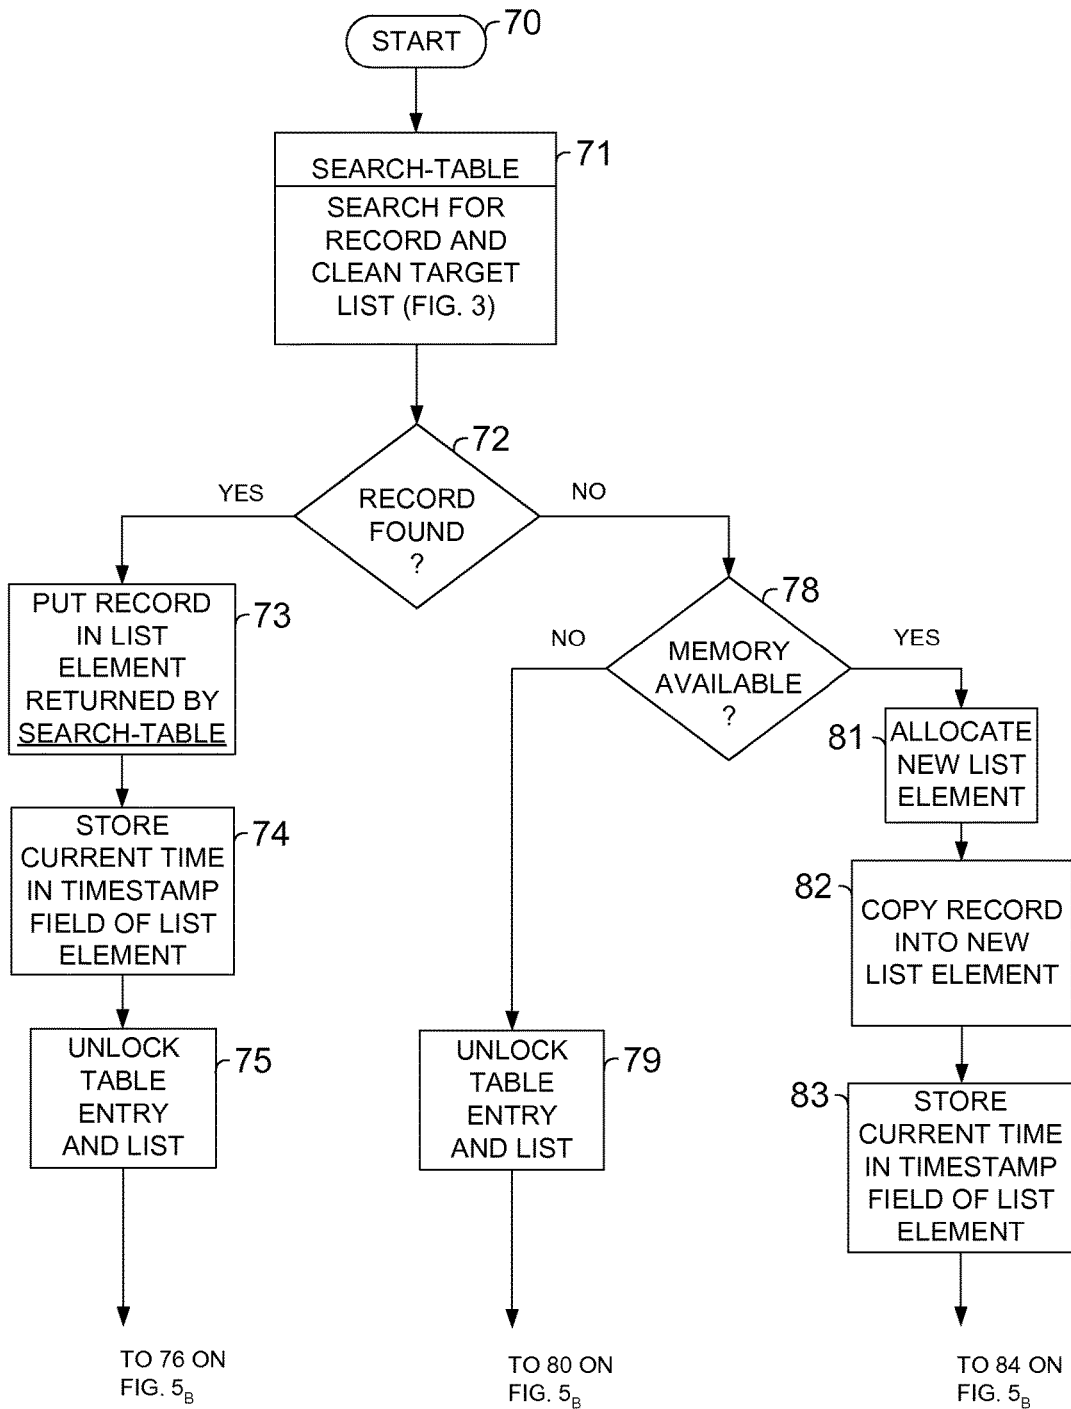 START
70
SEARCH-TABLE
71
SEARCH FOR
RECORD AND
CLEAN TARGET
LIST (FIG. 3)
72
YES
RECORD
FOUND
?
NO
PUT RECORD
IN LIST
ELEMENT
RETURNED BY
SEARCH-TABLE
73
78
NO
MEMORY
AVAILABLE
?
YES
81
ALLOCATE
NEW LIST
ELEMENT
STORE
CURRENT TIME
IN TIMESTAMP
FIELD OF LIST
ELEMENT
74
82
COPY RECORD
INTO NEW
LIST ELEMENT
UNLOCK
TABLE
ENTRY
AND LIST
75
UNLOCK
TABLE
ENTRY
AND LIST
79
83
STORE
CURRENT TIME
IN TIMESTAMP
FIELD OF LIST
ELEMENT
TO 76 ON
FIG. 5B
TO 80 ON
FIG. 5B
TO 84 ON
FIG. 5B